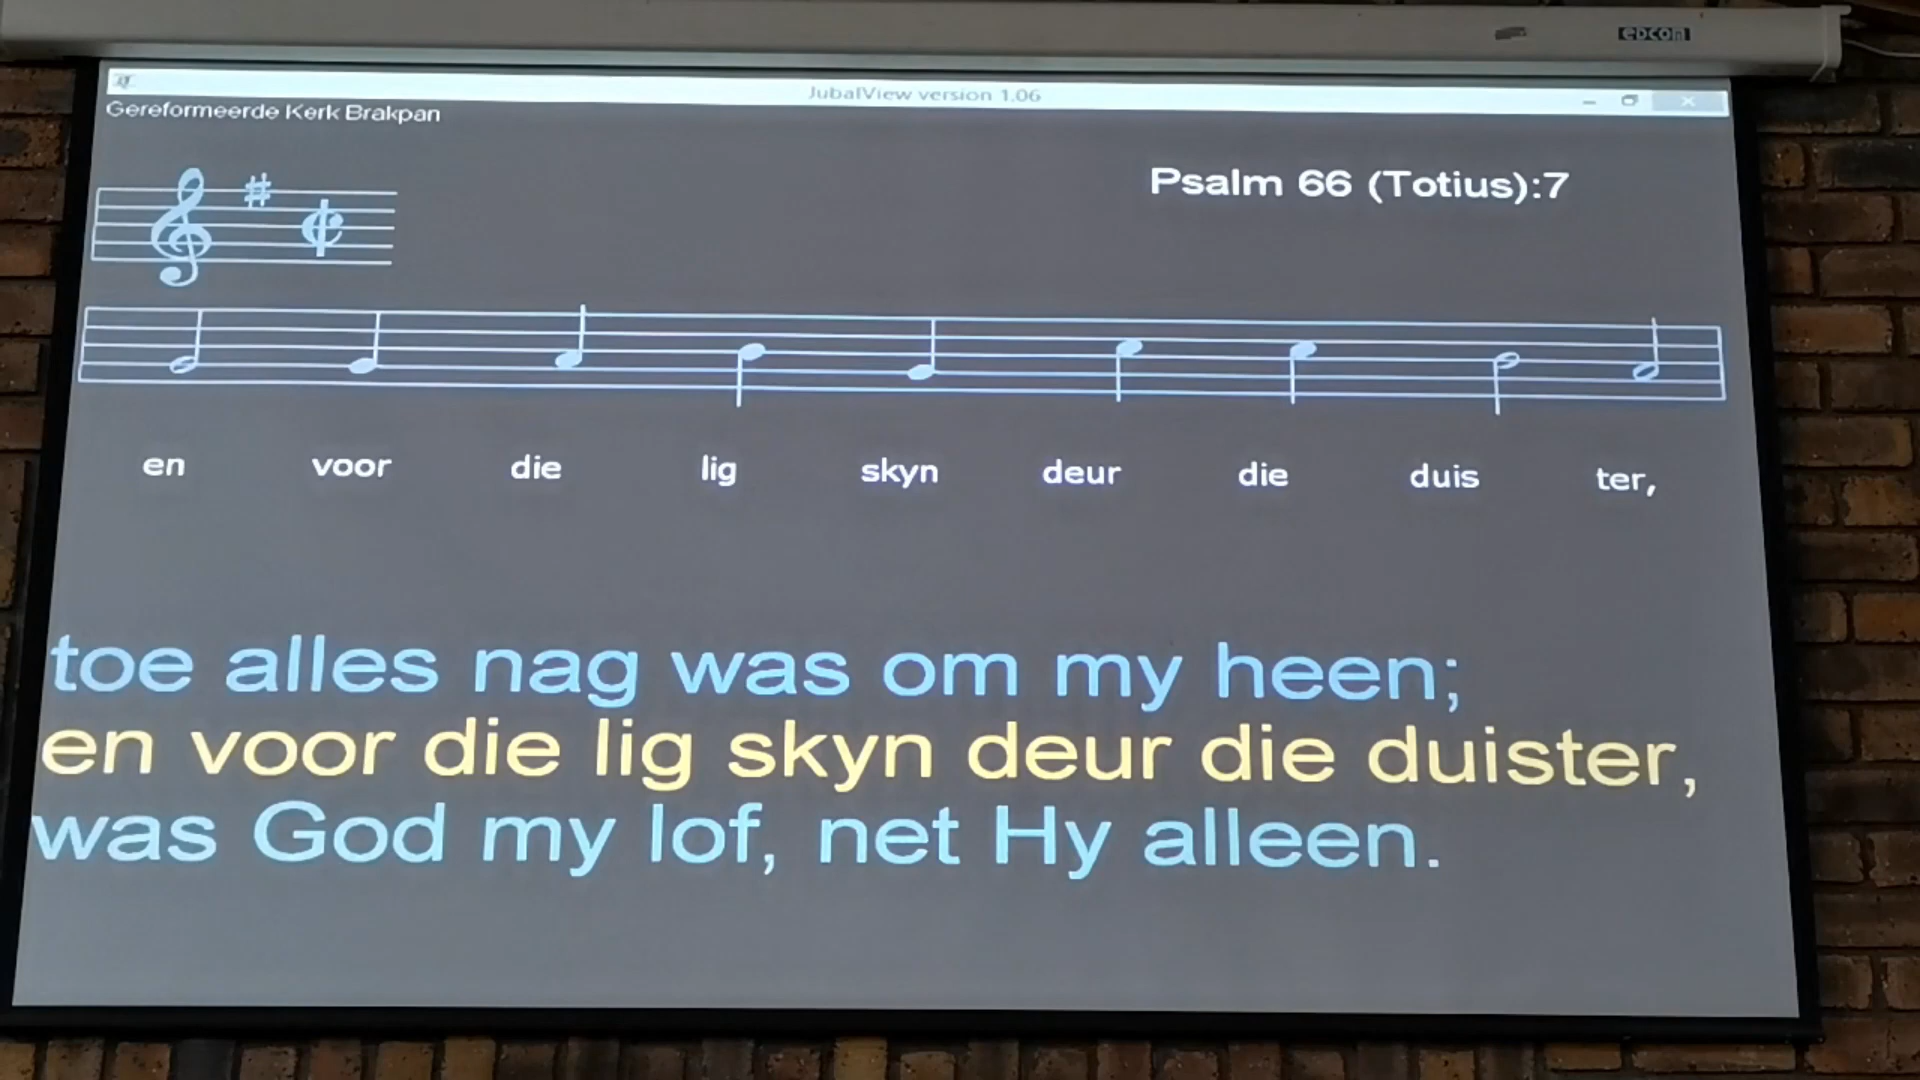 EDCOM
JubalView version 1.06
Gereformeerde Kerk Brakpan
Psalm 66 (Totius):7
en voor die lig skyn deur die duis ter,
toe alles nag was om my heen;
en voor die lig skyn deur die duister,
was God my lof, net Hy alleen.